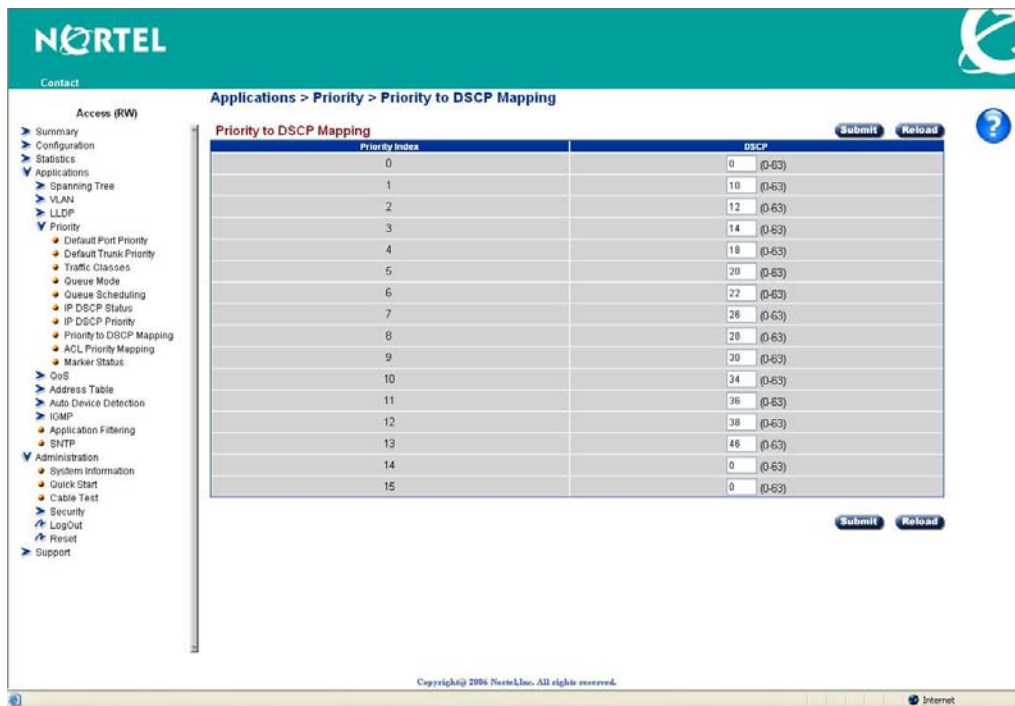 NORTEL
Contact
Access (RW)
Summary
Configuration
Statistics
Applications
Spanning Tree
VLAN
LLDP
Priority
Default Port Priority
Default Trunk Priority
Traffic Classes
Queue Mode
Queue Scheduling
IP DSCP Status
IP DSCP Priority
Priority to DSCP Mapping
ACL Priority Mapping
Marker Status
QoS
Address Table
Auto Device Detection
IGMP
Application Filtering
SNTP
Administration
System Information
Quick Start
Cable Test
Security
LogOut
Reset
Support
Applications > Priority > Priority to DSCP Mapping
?
Priority to DSCP Mapping Submit Reload
Priority Index DSCP
0 0 (0-63)
1 10 (0-63)
2 12 (0-63)
3 14 (0-63)
4 18 (0-63)
5 20 (0-63)
6 22 (0-63)
7 26 (0-63)
8 28 (0-63)
9 30 (0-63)
10 34 (0-63)
11 36 (0-63)
12 38 (0-63)
13 46 (0-63)
14 0 (0-63)
15 0 (0-63)
Submit Reload
Copyright@ 2006 Nortel,Inc. All rights reserved.
Internet